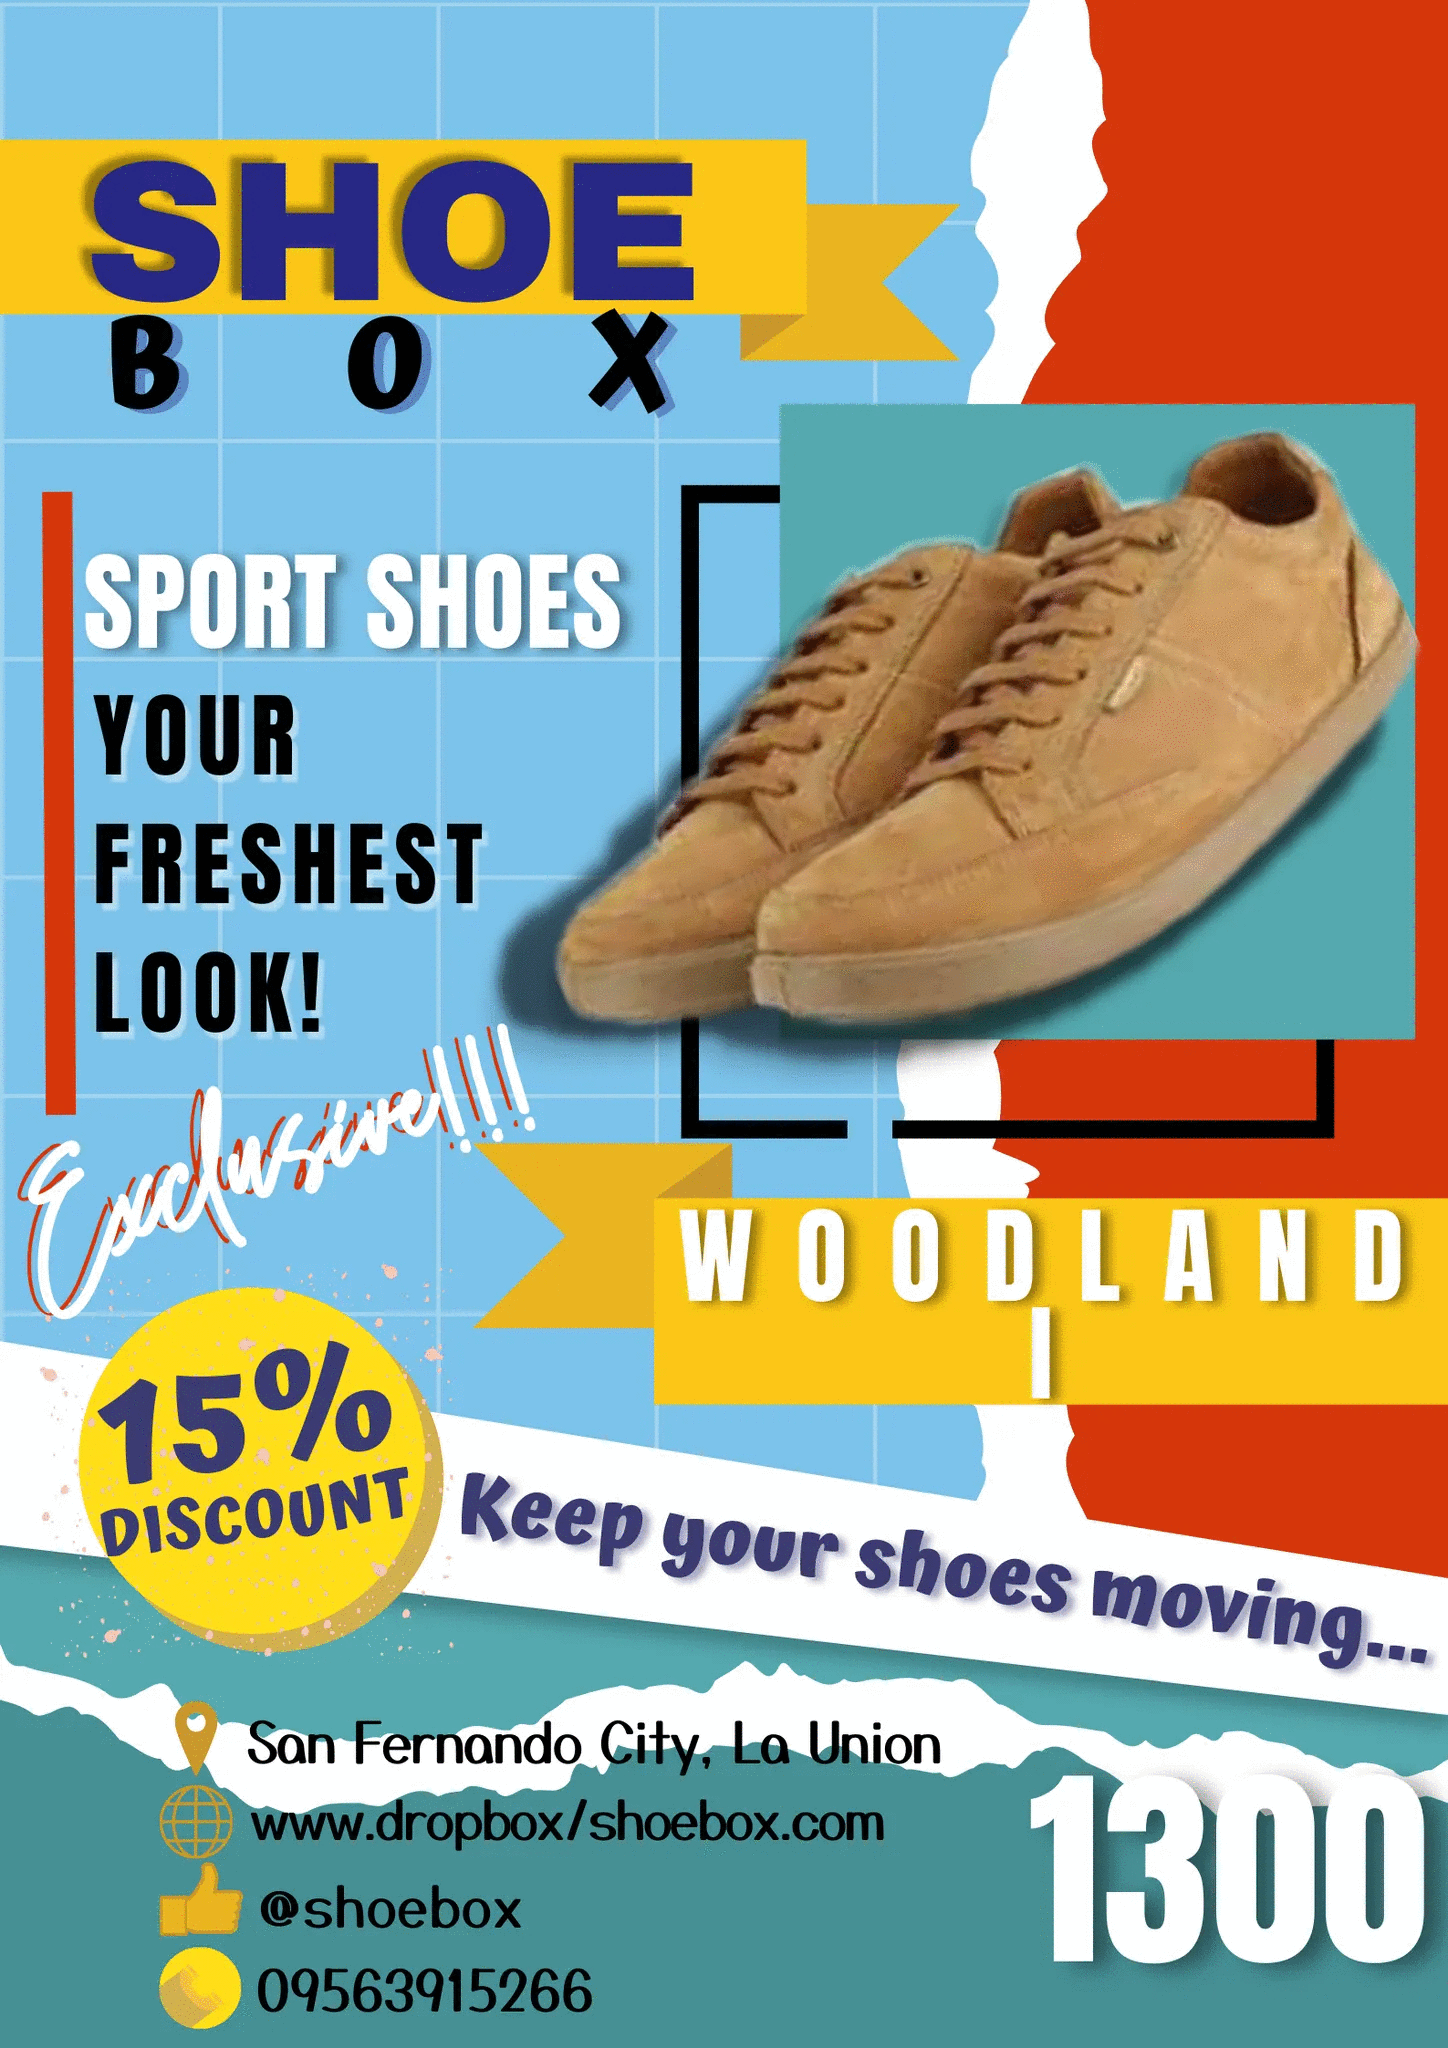 SHOE
BOX
SPORT SHOES
YOUR
FRESHEST
LOOK!
Exclusive!!!!
WOODLAND
I
15%
DISCOUNT
Keep your shoes moving...
San Fernando City, La Union
www.dropbox/shoebox.com
@shoebox
09563915266
1300